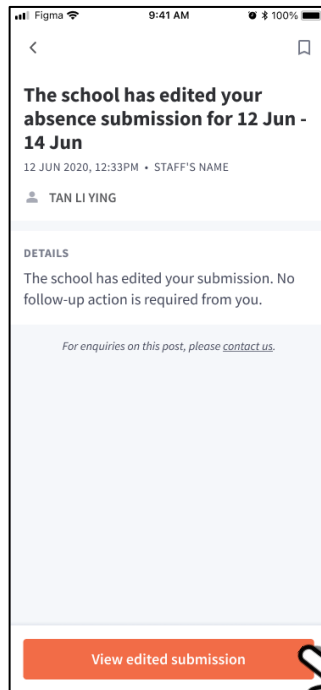 Figma 9:41 AM 100%
The school has edited your
absence submission for 12 Jun -
14 Jun
12 JUN 2020, 12:33PM • STAFF'S NAME
TAN LI YING
DETAILS
The school has edited your submission. No
follow-up action is required from you.
For enquiries on this post, please contact us.
View edited submission